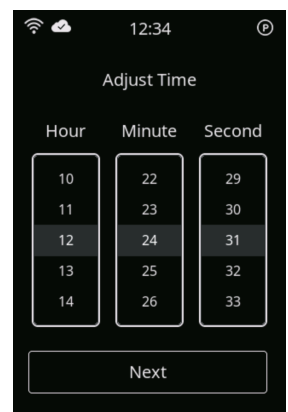 12:34 P
Adjust Time
Hour Minute Second
10 22 29
11 23 30
12 24 31
13 25 32
14 26 33
Next